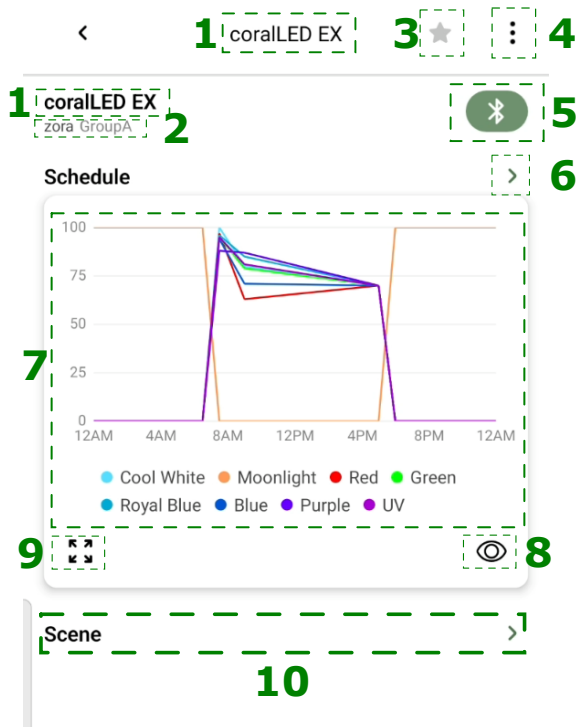 1 coralLED EX 3 4
1 coralLED EX 5
zora GroupA 2
Schedule 6
100
75
50
7
25
0
12AM 4AM 8AM 12PM 4PM 8PM 12AM
Cool White Moonlight Red Green
Royal Blue Blue Purple UV
9 8
Scene
10